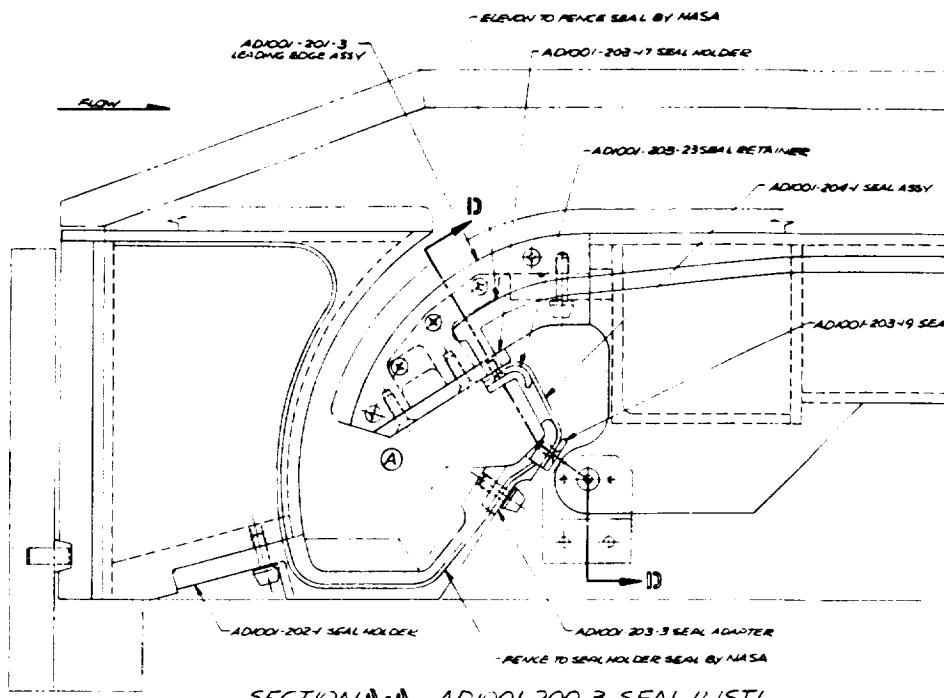 ELEVON TO FENCE SEAL BY NASA
AD1001-201-3
LEADING EDGE ASSY
AD1001-203-17 SEAL HOLDER
FLOW
AD1001-203-23 SEAL RETAINER
AD1001-204-1 SEAL ASSY
D
AD1001-203-19 SEA
A
D
AD1001-202-1 SEAL HOLDER
AD1001-203-3 SEAL ADAPTER
FENCE TO SEAL HOLDER SEAL BY NASA
SECTION A-A AD1001-200-3 SEAL INSTL